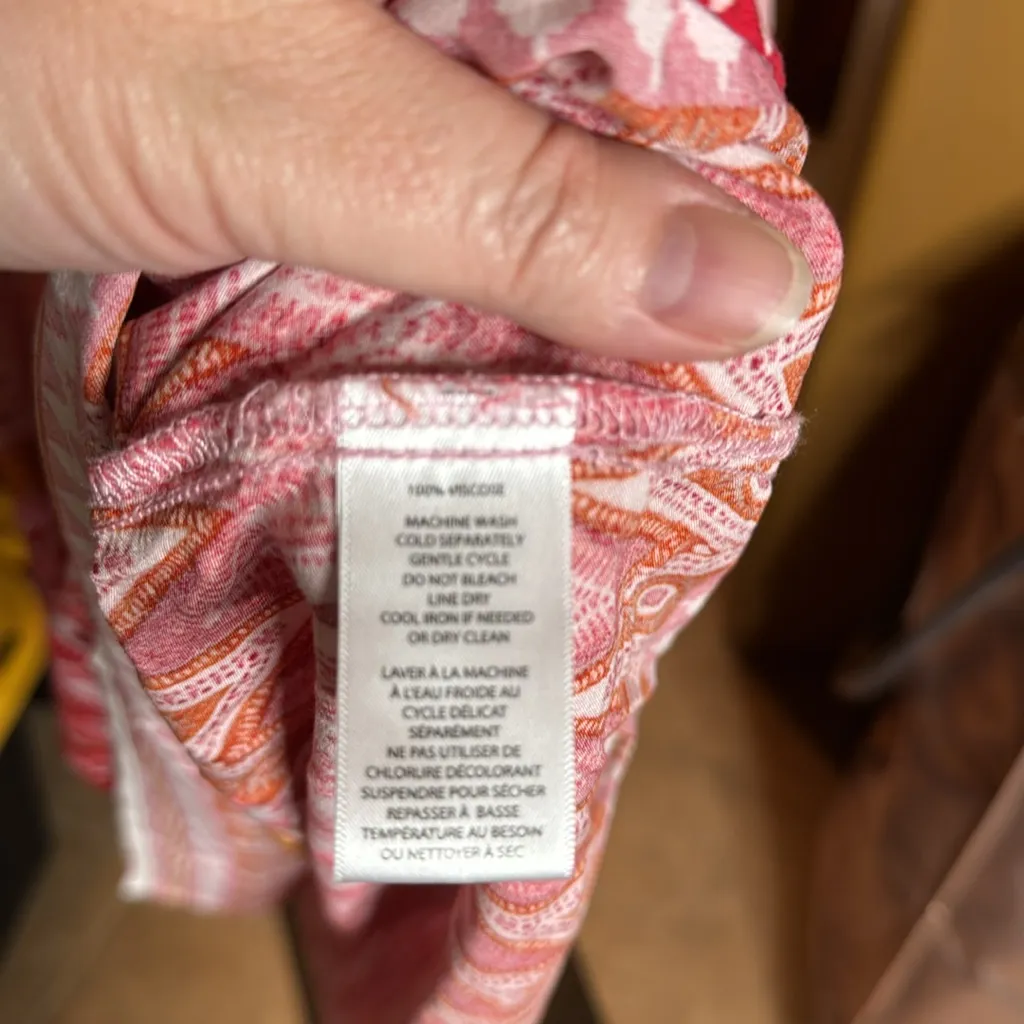 100% VISCOSE
MACHINE WASH
COLD SEPARATELY
GENTLE CYCLE
DO NOT BLEACH
LINE DRY
COOL IRON IF NEEDED
OR DRY CLEAN
LAVER À LA MACHINE
À L'EAU FROIDE AU
CYCLE DÉLICAT
SÉPARÉMENT
NE PAS UTILISER DE
CHLORURE DÉCOLORANT
SUSPENDRE POUR SÉCHER
REPASSER À BASSE
TEMPÉRATURE AU BESOIN
OU NETTOYER À SEC